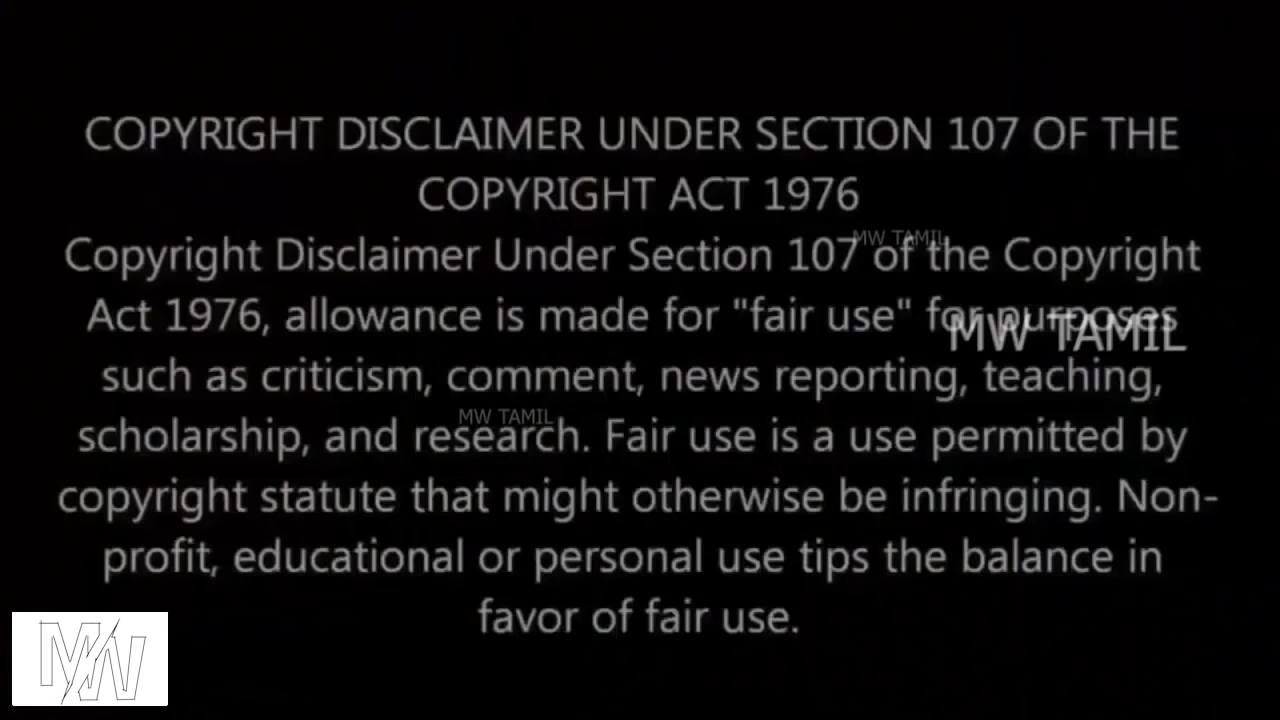 COPYRIGHT DISCLAIMER UNDER SECTION 107 OF THE
COPYRIGHT ACT 1976
MW TAMIL
Copyright Disclaimer Under Section 107 of the Copyright
Act 1976, allowance is made for "fair use" for purposes
MW TAMIL
such as criticism, comment, news reporting, teaching,
MW TAMIL
scholarship, and research. Fair use is a use permitted by
copyright statute that might otherwise be infringing. Non-
profit, educational or personal use tips the balance in
favor of fair use.
MW